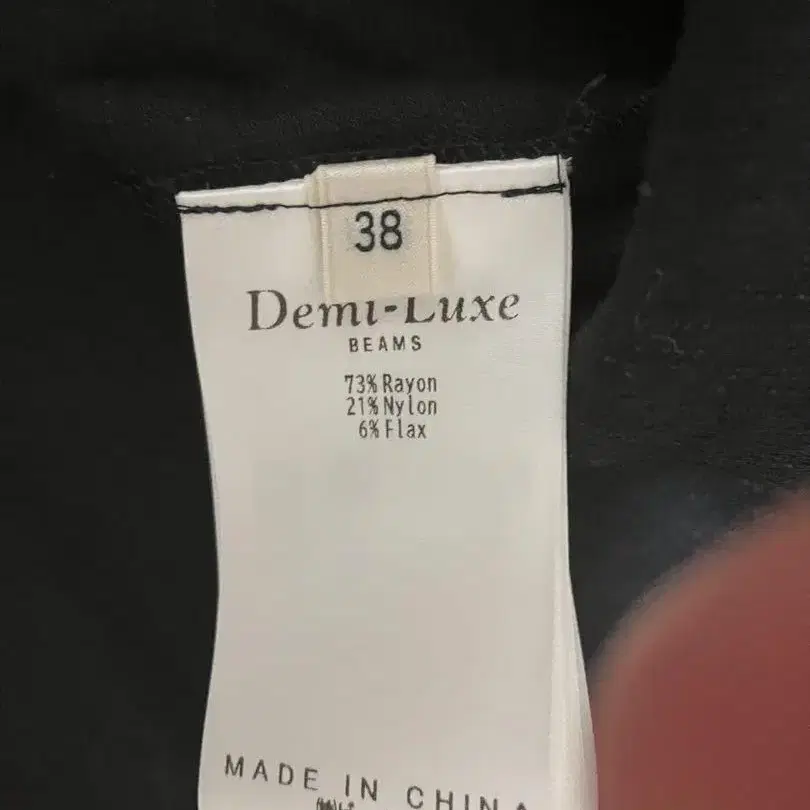 38
Demi-Luxe
BEAMS
73% Rayon
21% Nylon
6% Flax
MADE IN CHINA